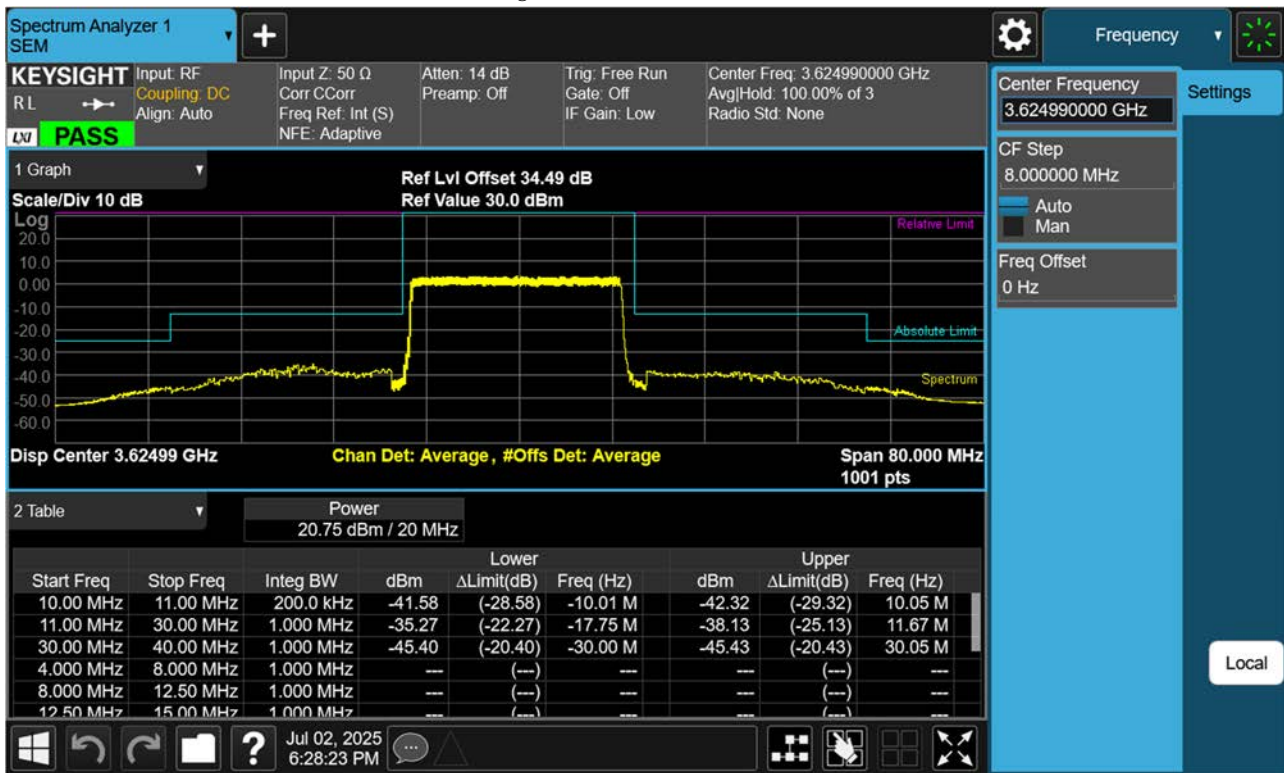 Spectrum Analyzer 1
SEM
Frequency
KEYSIGHT
RL
LXI
PASS
Input: RF
Coupling: DC
Align: Auto
Input Z: 50 Ω
Corr CCorr
Freq Ref: Int (S)
NFE: Adaptive
Atten: 14 dB
Preamp: Off
Trig: Free Run
Gate: Off
IF Gain: Low
Center Freq: 3.624990000 GHz
Avg|Hold: 100.00% of 3
Radio Std: None
Center Frequency
3.624990000 GHz
Settings
CF Step
8.000000 MHz
Auto
Man
Freq Offset
0 Hz
Local
1 Graph
Scale/Div 10 dB
Ref Lvl Offset 34.49 dB
Ref Value 30.0 dBm
Log
20.0
10.0
0.00
-10.0
-20.0
-30.0
-40.0
-50.0
-60.0
Relative Limit
Absolute Limit
Spectrum
Disp Center 3.62499 GHz
Chan Det: Average, #Offs Det: Average
Span 80.000 MHz
1001 pts
2 Table
Power
20.75 dBm / 20 MHz
Lower Upper
Start Freq Stop Freq Integ BW dBm ΔLimit(dB) Freq (Hz) dBm ΔLimit(dB) Freq (Hz)
10.00 MHz 11.00 MHz 200.0 kHz -41.58 (-28.58) -10.01 M -42.32 (-29.32) 10.05 M
11.00 MHz 30.00 MHz 1.000 MHz -35.27 (-22.27) -17.75 M -38.13 (-25.13) 11.67 M
30.00 MHz 40.00 MHz 1.000 MHz -45.40 (-20.40) -30.00 M -45.43 (-20.43) 30.05 M
4.000 MHz 8.000 MHz 1.000 MHz --- (---) --- --- (---) ---
8.000 MHz 12.50 MHz 1.000 MHz --- (---) --- --- (---) ---
12.50 MHz 15.00 MHz 1.000 MHz --- (---) --- --- (---) ---
?
Jul 02, 2025
6:28:23 PM